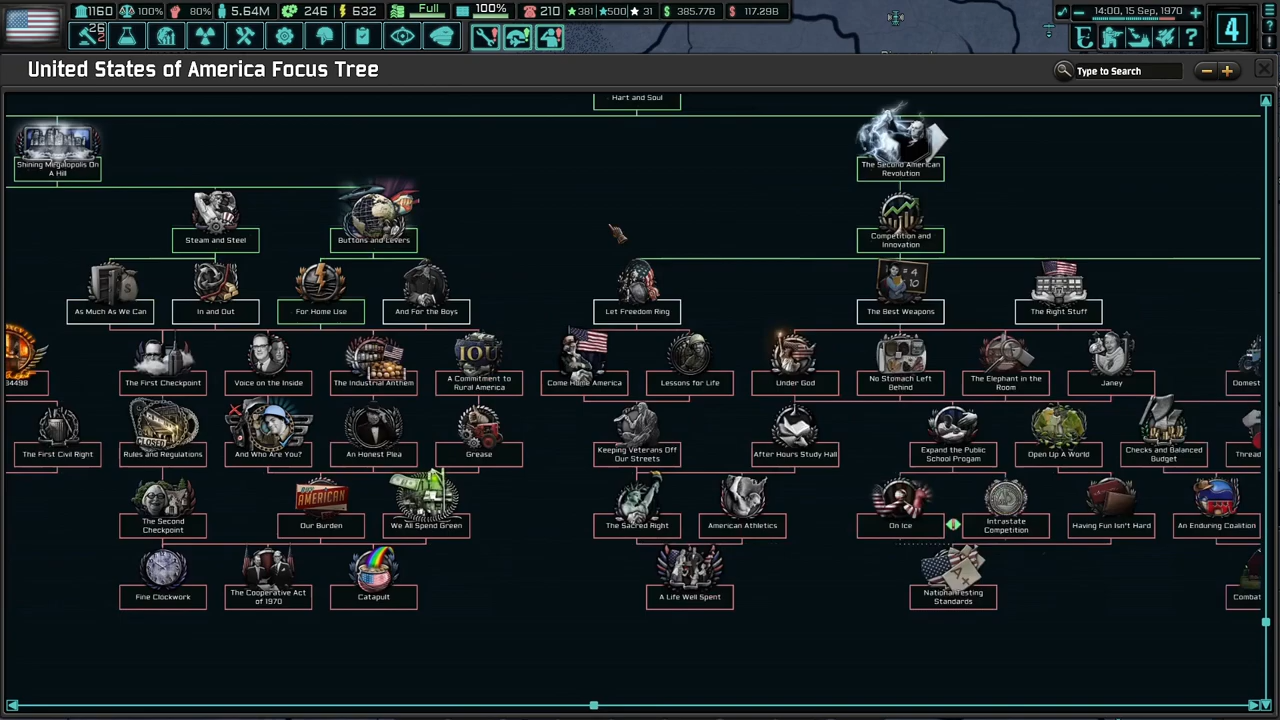 1160 100% 80% 5.64M 246 632 Full 100% 210 381 500 31 $ 385.77B $ 117.29B 14:00, 15 Sep, 1970 4
United States of America Focus Tree
Type to Search
Hart and Soul
Shining Megalopolis On
A Hill
The Second American
Revolution
Steam and Steel
Buttons and Levers
Competition and
Innovation
As Much As We Can
In and Out
For Home Use
And For the Boys
Let Freedom Ring
The Best Weapons
The Right Stuff
The First Checkpoint
Voice on the Inside
The Industrial Anthem
A Commitment to
Rural America
Come Home America
Lessons for Life
Under God
No Stomach Left
Behind
The Elephant in the
Room
Janey
Domest
The First Civil Right
Rules and Regulations
And Who Are You?
An Honest Plea
Grease
Keeping Veterans Off
Our Streets
After Hours Study Hall
Expand the Public
School Progam
Open Up A World
Checks and Balanced
Budget
Thread
The Second
Checkpoint
Our Burden
We All Spend Green
The Sacred Right
American Athletics
On Ice
Intrastate
Competition
Having Fun Isn't Hard
An Enduring Coalition
Fine Clockwork
The Cooperative Act
of 1970
Catapult
A Life Well Spent
National Testing
Standards
Combat